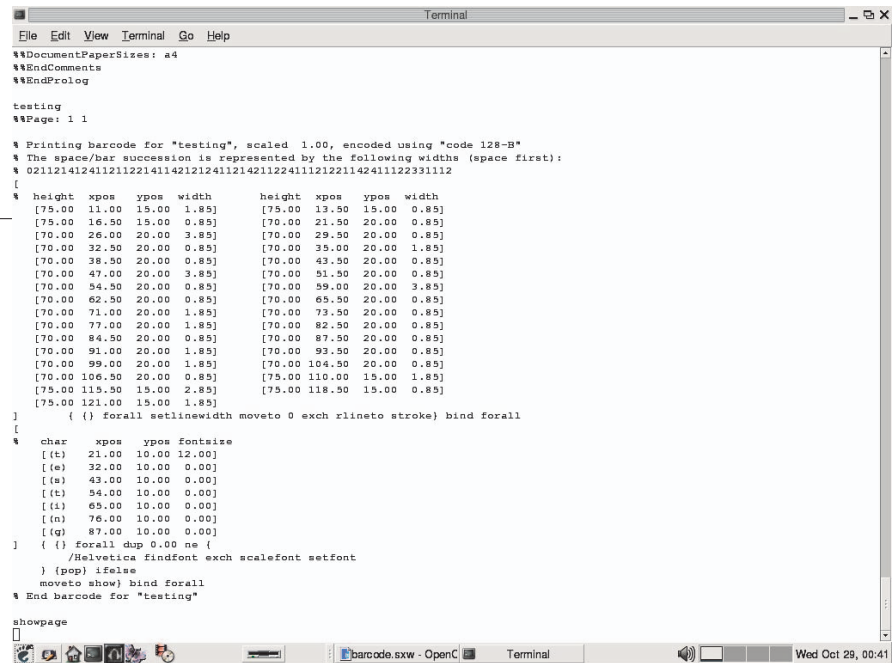 Terminal
File Edit View Terminal Go Help
%%DocumentPaperSizes: a4
%%EndComments
%%EndProlog
testing
%%Page: 1 1
% Printing barcode for "testing", scaled  1.00, encoded using "code 128-B"
% The space/bar succession is represented by the following widths (space first):
% 0211214124112112214114212124112142112241112122114241112233 1112
[
%  height  xpos   ypos  width       height  xpos   ypos  width
[75.00  11.00  15.00  1.85]      [75.00  13.50  15.00  0.85]
[75.00  16.50  15.00  0.85]      [70.00  21.50  20.00  0.85]
[70.00  26.00  20.00  3.85]      [70.00  29.50  20.00  0.85]
[70.00  32.50  20.00  0.85]      [70.00  35.00  20.00  1.85]
[70.00  38.50  20.00  0.85]      [70.00  43.50  20.00  0.85]
[70.00  47.00  20.00  3.85]      [70.00  51.50  20.00  0.85]
[70.00  54.50  20.00  0.85]      [70.00  59.00  20.00  3.85]
[70.00  62.50  20.00  0.85]      [70.00  65.50  20.00  0.85]
[70.00  71.00  20.00  1.85]      [70.00  73.50  20.00  0.85]
[70.00  77.00  20.00  1.85]      [70.00  82.50  20.00  0.85]
[70.00  84.50  20.00  0.85]      [70.00  87.50  20.00  0.85]
[70.00  91.00  20.00  1.85]      [70.00  93.50  20.00  0.85]
[70.00  99.00  20.00  1.85]      [70.00 104.50  20.00  0.85]
[70.00 106.50  20.00  0.85]      [75.00 110.00  15.00  1.85]
[75.00 115.50  15.00  2.85]      [75.00 118.50  15.00  0.85]
[75.00 121.00  15.00  1.85]
]       { {} forall setlinewidth moveto 0 exch rlineto stroke} bind forall
[
%   char    xpos   ypos fontsize
[(t)   21.00  10.00 12.00]
[(e)   32.00  10.00  0.00]
[(s)   43.00  10.00  0.00]
[(t)   54.00  10.00  0.00]
[(i)   65.00  10.00  0.00]
[(n)   76.00  10.00  0.00]
[(g)   87.00  10.00  0.00]
]   { {} forall dup 0.00 ne {
/Helvetica findfont exch scalefont setfont
} {pop} ifelse
moveto show} bind forall
% End barcode for "testing"
showpage
barcode.sxw - OpenC Terminal Wed Oct 29, 00:41